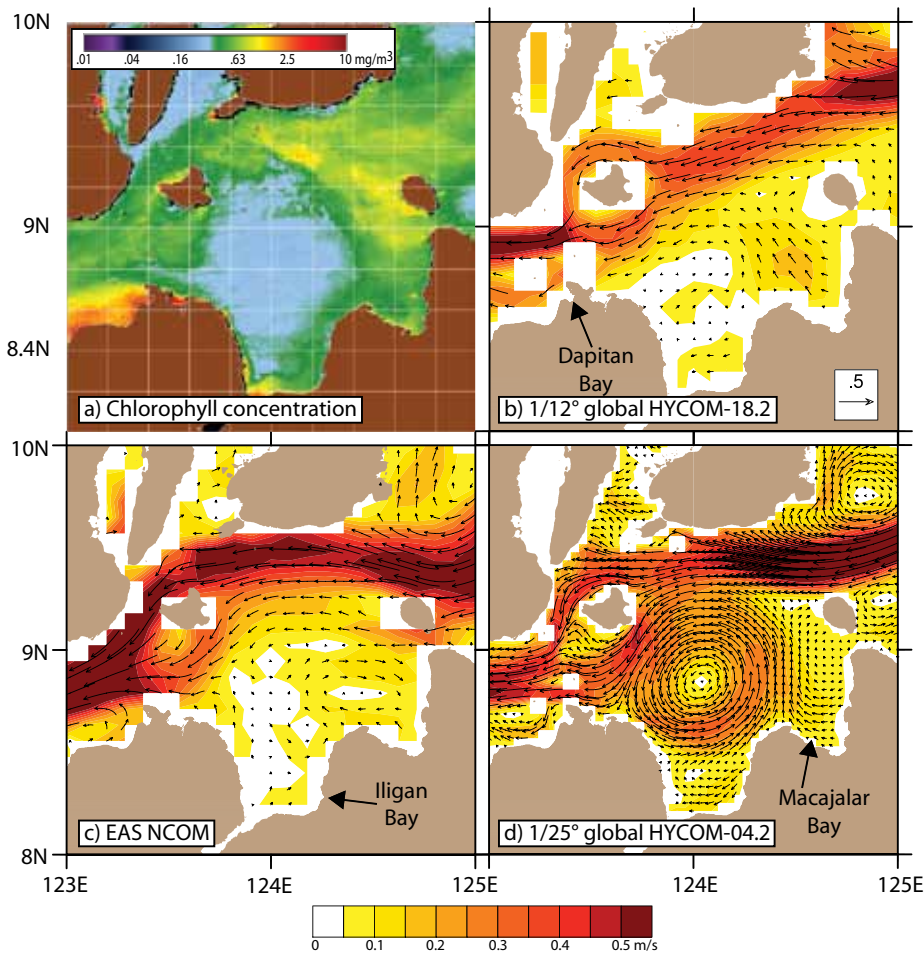 10N
.01 .04 .16 .63 2.5 10 mg/m³
9N
8.4N
a) Chlorophyll concentration
Dapitan
Bay
.5
b) 1/12° global HYCOM-18.2
10N
9N
8N
Iligan
Bay
c) EAS NCOM
Macajalar
Bay
d) 1/25° global HYCOM-04.2
123E 124E 125E 124E 125E
0 0.1 0.2 0.3 0.4 0.5 m/s